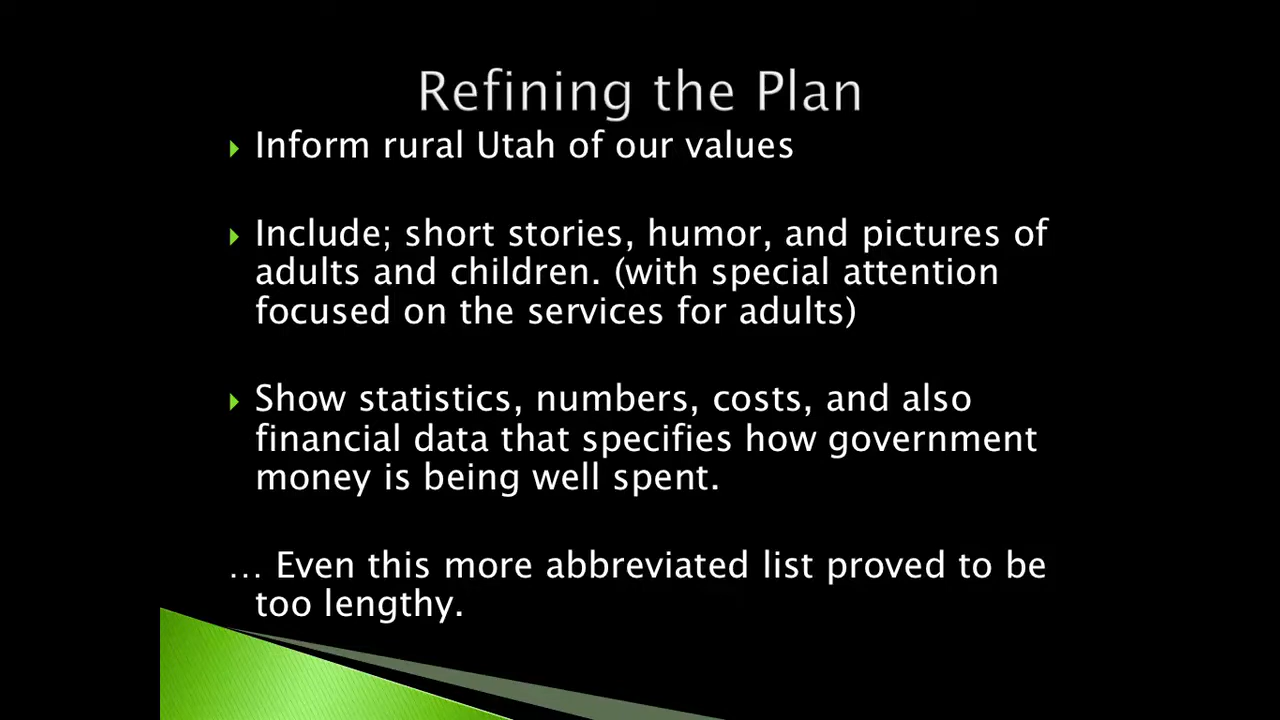 Refining the Plan
Inform rural Utah of our values
Include; short stories, humor, and pictures of
adults and children. (with special attention
focused on the services for adults)
Show statistics, numbers, costs, and also
financial data that specifies how government
money is being well spent.
… Even this more abbreviated list proved to be
too lengthy.